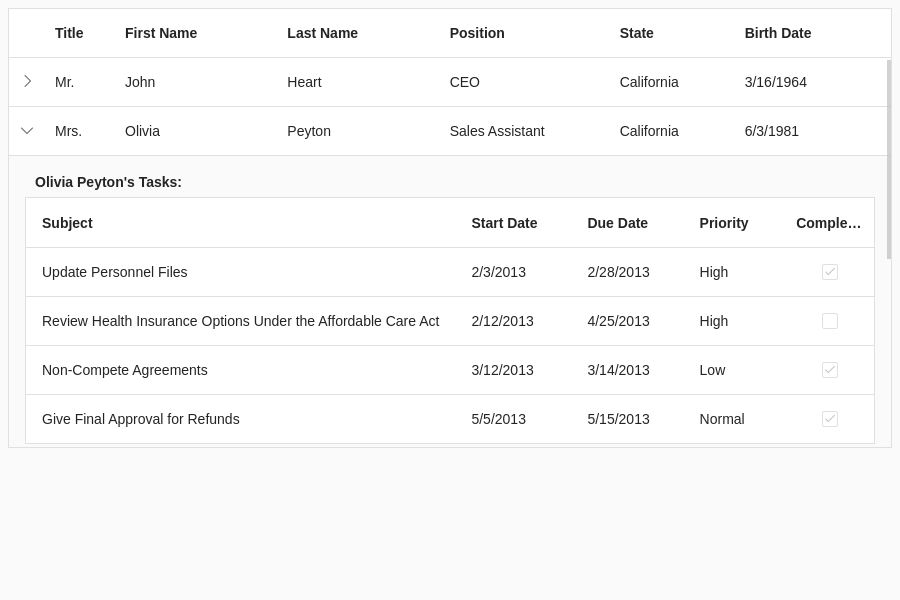 Title First Name Last Name Position State Birth Date
Mr. John Heart CEO California 3/16/1964
Mrs. Olivia Peyton Sales Assistant California 6/3/1981
Olivia Peyton's Tasks:
Subject Start Date Due Date Priority Comple…
Update Personnel Files 2/3/2013 2/28/2013 High
Review Health Insurance Options Under the Affordable Care Act 2/12/2013 4/25/2013 High
Non-Compete Agreements 3/12/2013 3/14/2013 Low
Give Final Approval for Refunds 5/5/2013 5/15/2013 Normal